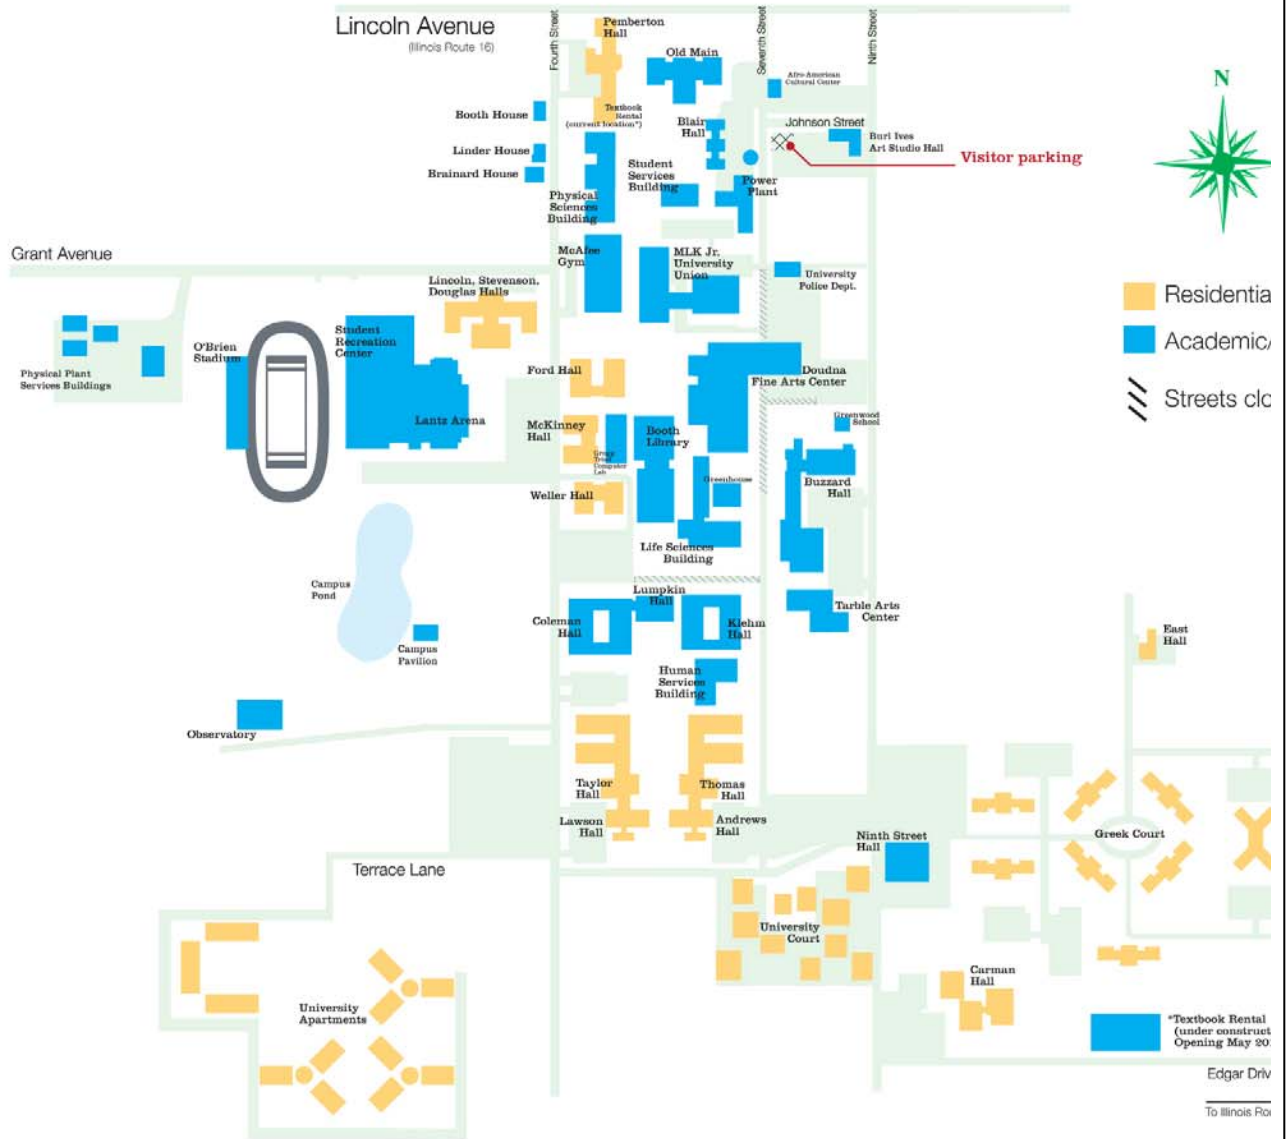 Lincoln Avenue
(Illinois Route 16)
Fourth Street
Seventh Street
Ninth Street
Pemberton
Hall
Old Main
Afro-American
Cultural Center
Textbook
Rental
(current location*)
Booth House
Blair
Hall
Johnson Street
Burl Ives
Art Studio Hall
Visitor parking
N
Linder House
Brainard House
Student
Services
Building
Power
Plant
Physical
Sciences
Building
Grant Avenue
McAfee
Gym
MLK Jr.
University
Union
University
Police Dept.
Lincoln, Stevenson,
Douglas Halls
Residentia
Academic/
Streets clo
Physical Plant
Services Buildings
O'Brien
Stadium
Student
Recreation
Center
Lantz Arena
Ford Hall
Doudna
Fine Arts Center
McKinney
Hall
Computer
Lab
Booth
Library
Greenwood
School
Greenhouse
Buzzard
Hall
Weller Hall
Life Sciences
Building
Campus
Pond
Campus
Pavilion
Lumpkin
Hall
Coleman
Hall
Klehm
Hall
Tarble Arts
Center
East
Hall
Human
Services
Building
Observatory
Taylor
Hall
Thomas
Hall
Lawson
Hall
Andrews
Hall
Ninth Street
Hall
Greek Court
Terrace Lane
University
Court
Carman
Hall
University
Apartments
*Textbook Rental
(under construct
Opening May 20
Edgar Driv
To Illinois Rou